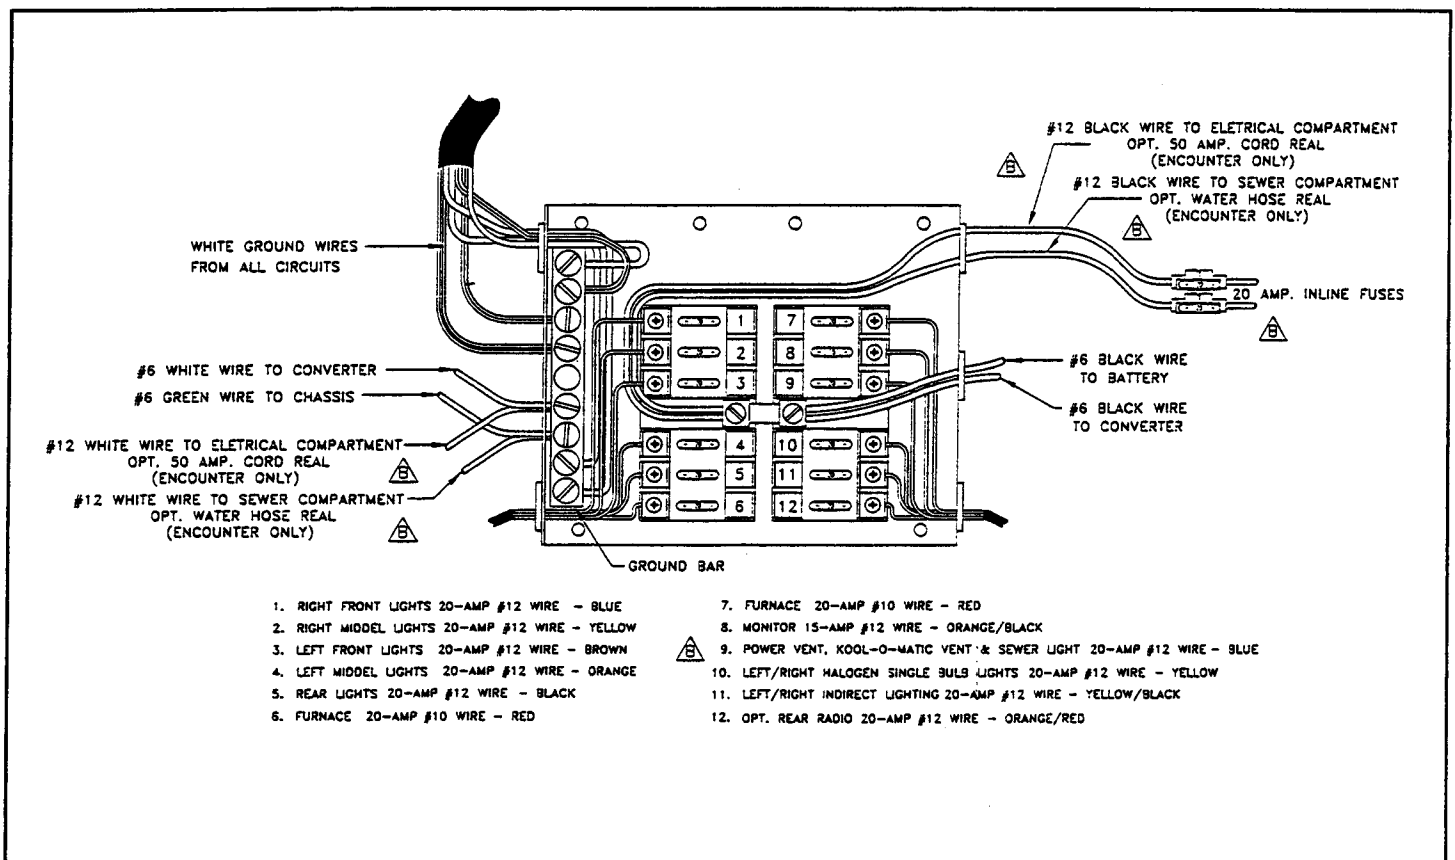 #12 BLACK WIRE TO ELETRICAL COMPARTMENT
OPT. 50 AMP. CORD REAL
(ENCOUNTER ONLY)
B
#12 BLACK WIRE TO SEWER COMPARTMENT
OPT. WATER HOSE REAL
(ENCOUNTER ONLY)
B
WHITE GROUND WIRES
FROM ALL CIRCUITS
20 AMP. INLINE FUSES
B
1
2
3
4
5
6
7
8
9
10
11
12
#6 WHITE WIRE TO CONVERTER
#6 GREEN WIRE TO CHASSIS
#6 BLACK WIRE
TO BATTERY
#6 BLACK WIRE
TO CONVERTER
#12 WHITE WIRE TO ELETRICAL COMPARTMENT
OPT. 50 AMP. CORD REAL
(ENCOUNTER ONLY)
B
#12 WHITE WIRE TO SEWER COMPARTMENT
OPT. WATER HOSE REAL
(ENCOUNTER ONLY)
B
GROUND BAR
1. RIGHT FRONT LIGHTS 20-AMP #12 WIRE - BLUE
2. RIGHT MIDDEL LIGHTS 20-AMP #12 WIRE - YELLOW
3. LEFT FRONT LIGHTS 20-AMP #12 WIRE - BROWN
4. LEFT MIDDEL LIGHTS 20-AMP #12 WIRE - ORANGE
5. REAR LIGHTS 20-AMP #12 WIRE - BLACK
6. FURNACE 20-AMP #10 WIRE - RED
7. FURNACE 20-AMP #10 WIRE - RED
8. MONITOR 15-AMP #12 WIRE - ORANGE/BLACK
B 9. POWER VENT, KOOL-O-MATIC VENT & SEWER LIGHT 20-AMP #12 WIRE - BLUE
10. LEFT/RIGHT HALOGEN SINGLE BULB LIGHTS 20-AMP #12 WIRE - YELLOW
11. LEFT/RIGHT INDIRECT LIGHTING 20-AMP #12 WIRE - YELLOW/BLACK
12. OPT. REAR RADIO 20-AMP #12 WIRE - ORANGE/RED